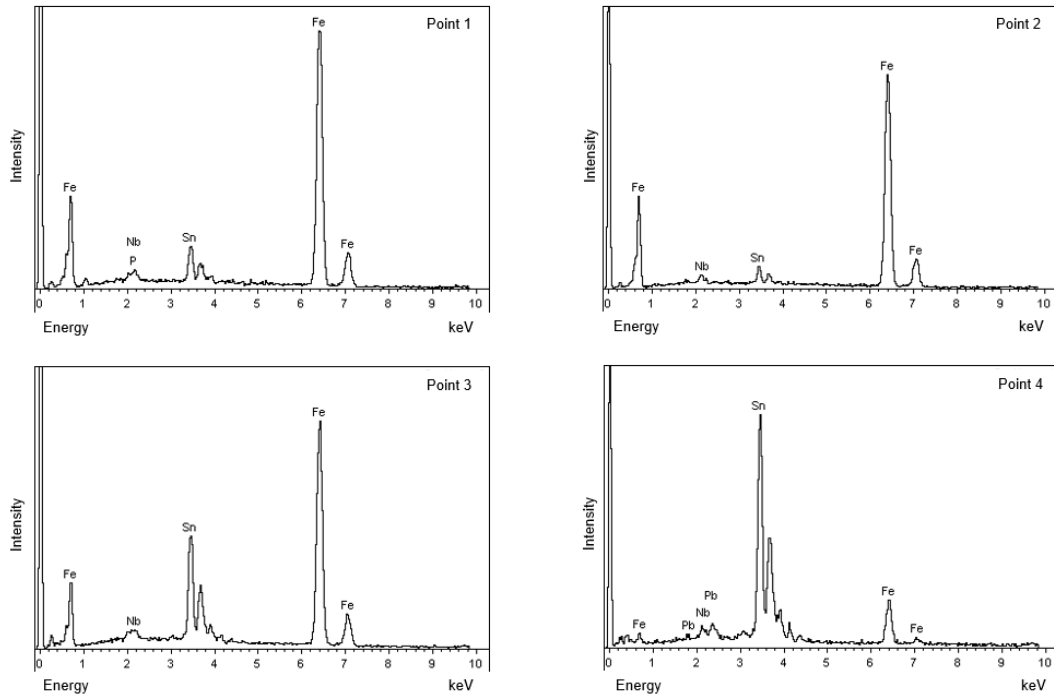 Point 1
Fe
Fe
Nb
P
Sn
Fe
Intensity
0 1 2 3 4 5 6 7 8 9 10
Energy keV
Point 2
Fe
Fe
Nb
Sn
Fe
Intensity
0 1 2 3 4 5 6 7 8 9 10
Energy keV
Point 3
Fe
Sn
Fe
Nb
Fe
Intensity
0 1 2 3 4 5 6 7 8 9 10
Energy keV
Point 4
Sn
Pb
Nb
Fe
Fe
Pb
Fe
Intensity
0 1 2 3 4 5 6 7 8 9 10
Energy keV